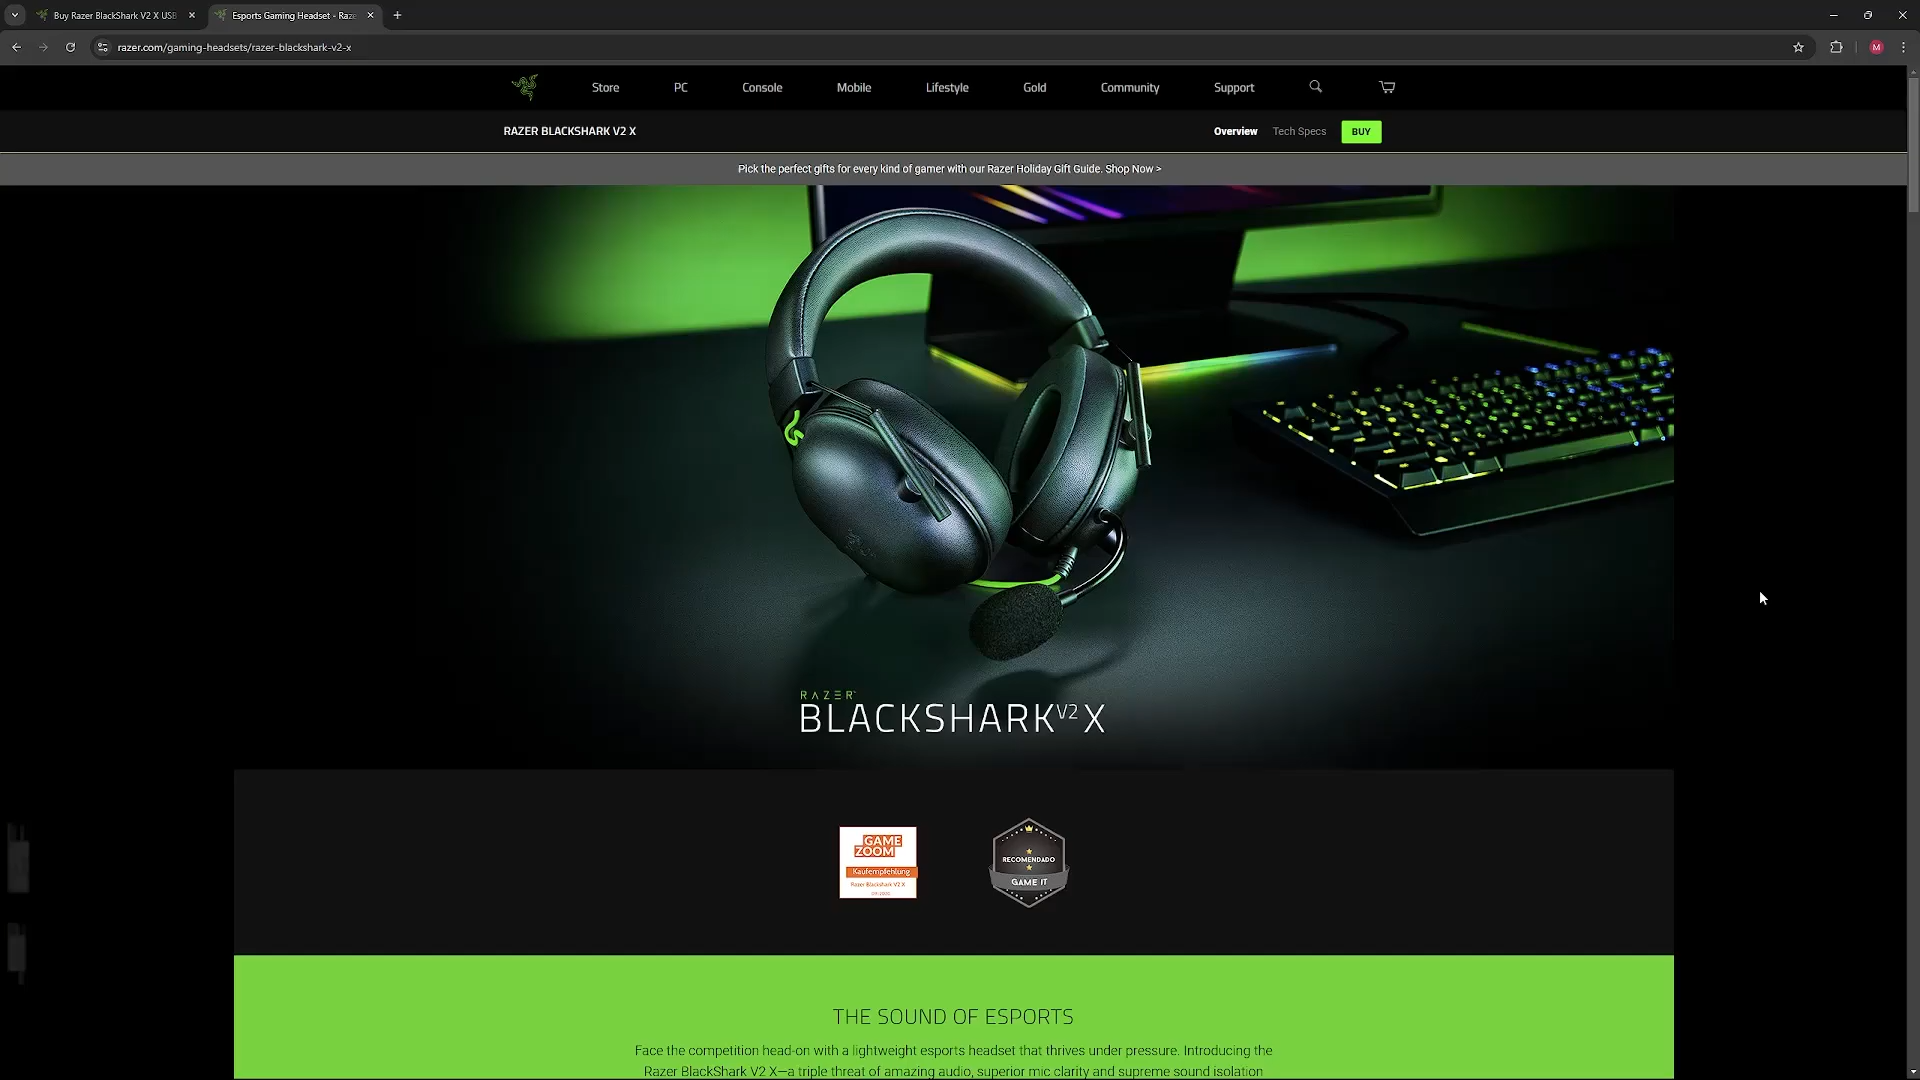 Buy Razer BlackShark V2 X USB
Esports Gaming Headset - Raze
razer.com/gaming-headsets/razer-blackshark-v2-x
M
Store PC Console Mobile Lifestyle Gold Community Support
RAZER BLACKSHARK V2 X Overview Tech Specs BUY
Pick the perfect gifts for every kind of gamer with our Razer Holiday Gift Guide. Shop Now >
RAZER
BLACKSHARK V2 X
GAME
ZOOM
Kaufempfehlung
Razer Blackshark V2 X
RECOMENDADO
GAME IT
THE SOUND OF ESPORTS
Face the competition head-on with a lightweight esports headset that thrives under pressure. Introducing the
Razer BlackShark V2 X—a triple threat of amazing audio, superior mic clarity and supreme sound isolation